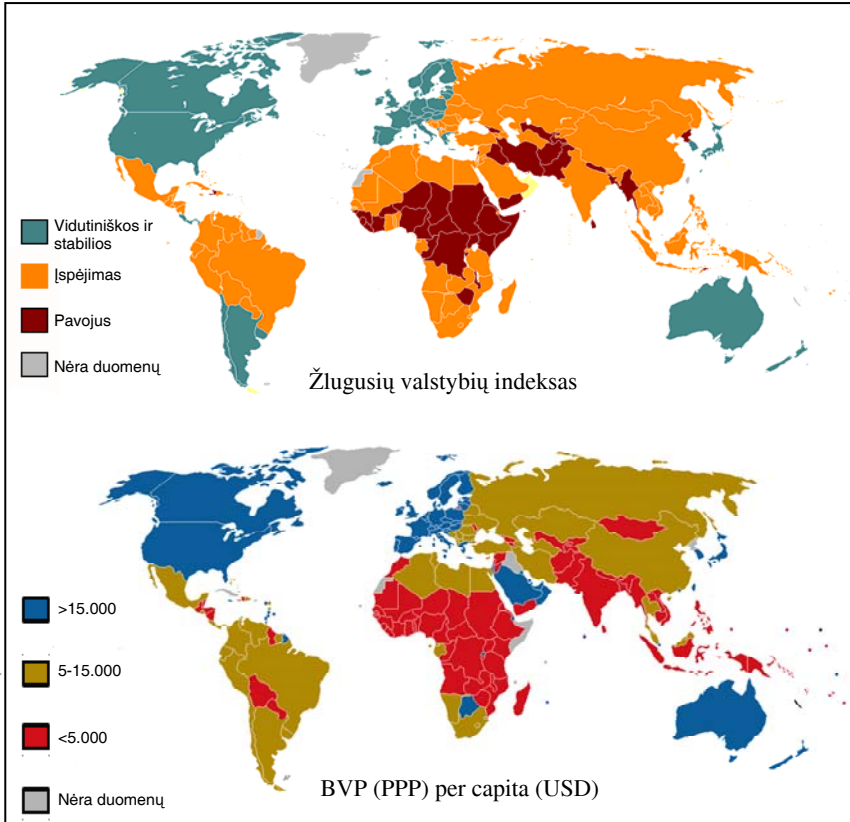 Vidutiniškos ir
stabilios
Įspėjimas
Pavojus
Nėra duomenų
Žlugusių valstybių indeksas
>15.000
5-15.000
<5.000
Nėra duomenų
BVP (PPP) per capita (USD)